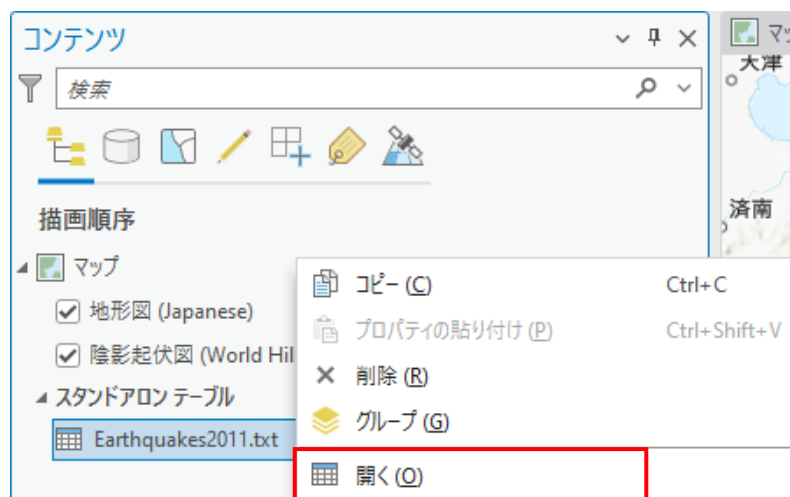 コンテンツ
検索
描画順序
マップ
地形図 (Japanese)
陰影起伏図 (World Hil
スタンドアロン テーブル
Earthquakes2011.txt
コピー (C) Ctrl+C
プロパティの貼り付け (P) Ctrl+Shift+V
削除 (R)
グループ (G)
開く(O)
マッ
天津
済南